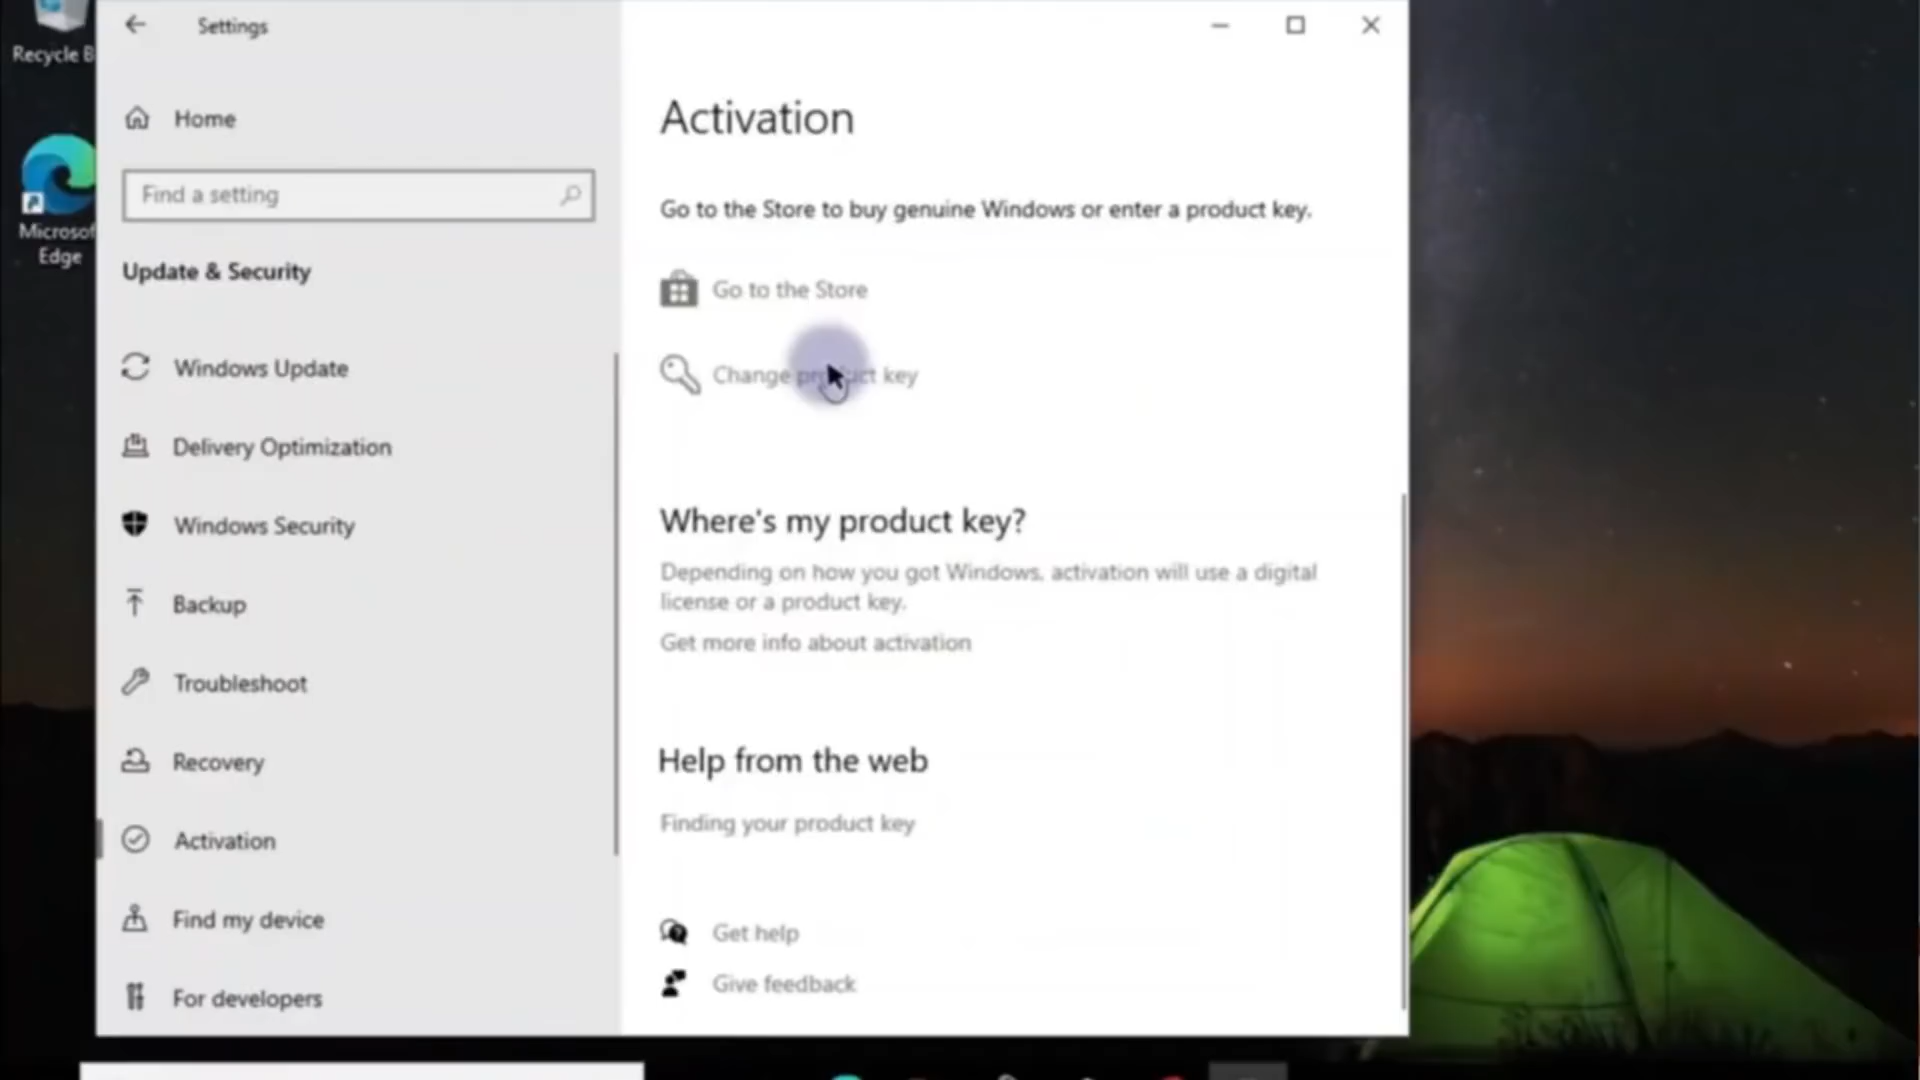 Recycle B
Microsof
Edge
Settings
Home
Find a setting
Update & Security
Windows Update
Delivery Optimization
Windows Security
Backup
Troubleshoot
Recovery
Activation
Find my device
For developers
Activation
Go to the Store to buy genuine Windows or enter a product key.
Go to the Store
Change product key
Where's my product key?
Depending on how you got Windows, activation will use a digital
license or a product key.
Get more info about activation
Help from the web
Finding your product key
Get help
Give feedback